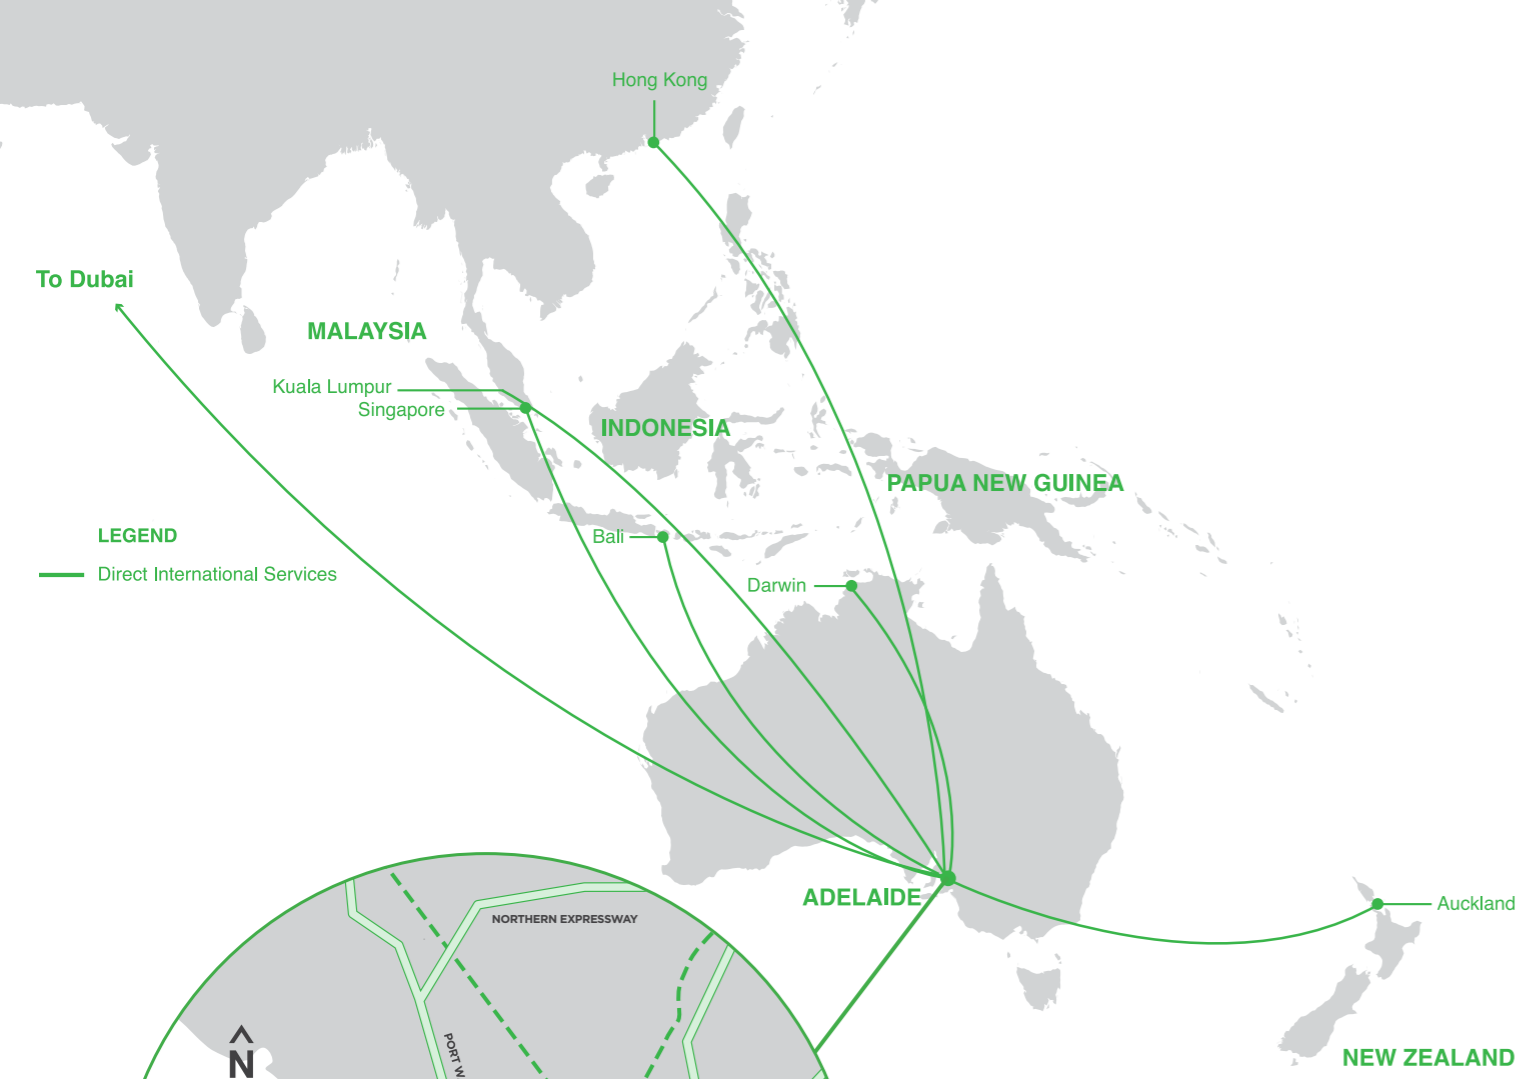 Hong Kong
To Dubai
MALAYSIA
Kuala Lumpur
Singapore
INDONESIA
PAPUA NEW GUINEA
LEGEND
Bali
Direct International Services
Darwin
ADELAIDE
Auckland
NORTHERN EXPRESSWAY
PORT W
N
NEW ZEALAND